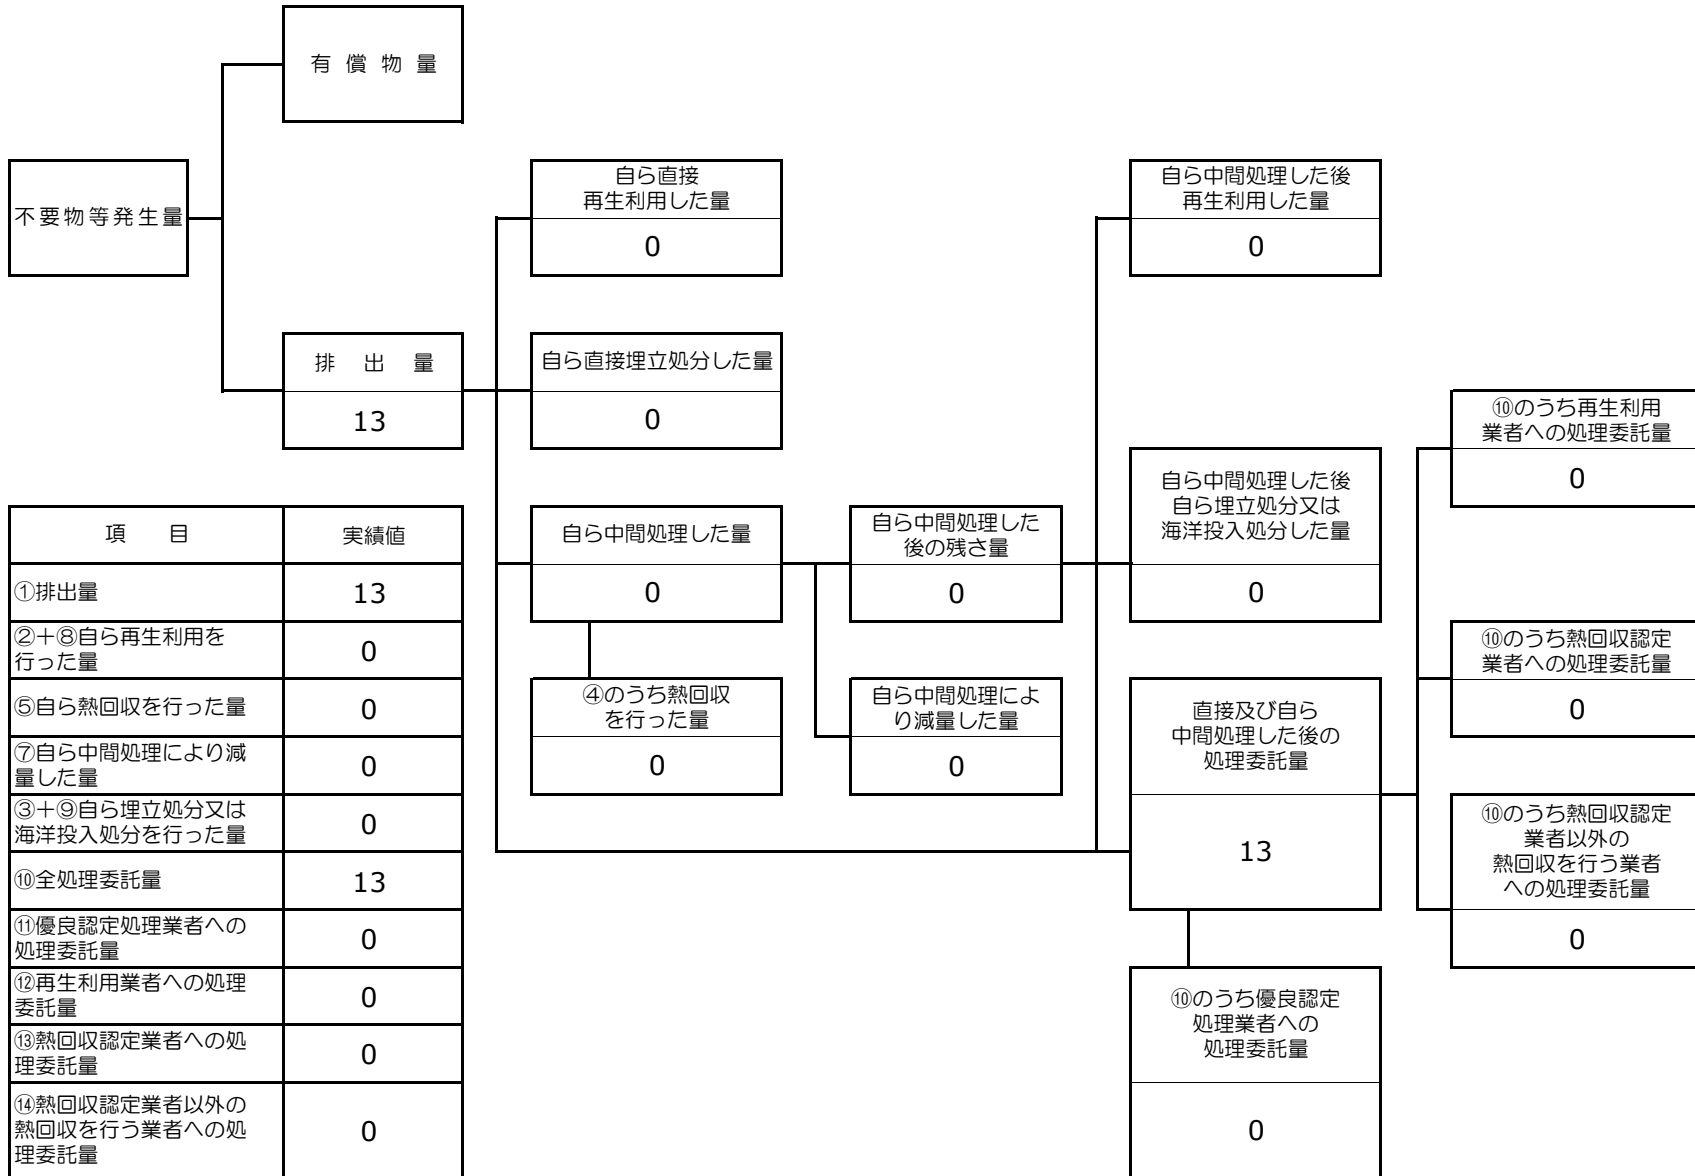 有償物量
不要物等発生量
自ら直接
再生利用した量
0
自ら中間処理した後
再生利用した量
0
排出量
13
自ら直接埋立処分した量
0
⑩のうち再生利用
業者への処理委託量
0
自ら中間処理した量
0
自ら中間処理した
後の残さ量
0
自ら中間処理した後
自ら埋立処分又は
海洋投入処分した量
0
⑩のうち熱回収認定
業者への処理委託量
0
④のうち熱回収
を行った量
0
自ら中間処理によ
り減量した量
0
直接及び自ら
中間処理した後の
処理委託量
13
⑩のうち熱回収認定
業者以外の
熱回収を行う業者
への処理委託量
0
⑩のうち優良認定
処理業者への
処理委託量
0
項目 実績値
①排出量 13
②+⑧自ら再生利用を
行った量
0
⑤自ら熱回収を行った量 0
⑦自ら中間処理により減
量した量
0
③+⑨自ら埋立処分又は
海洋投入処分を行った量
0
⑩全処理委託量 13
⑪優良認定処理業者への
処理委託量
0
⑫再生利用業者への処理
委託量
0
⑬熱回収認定業者への処
理委託量
0
⑭熱回収認定業者以外の
熱回収を行う業者への処
理委託量
0